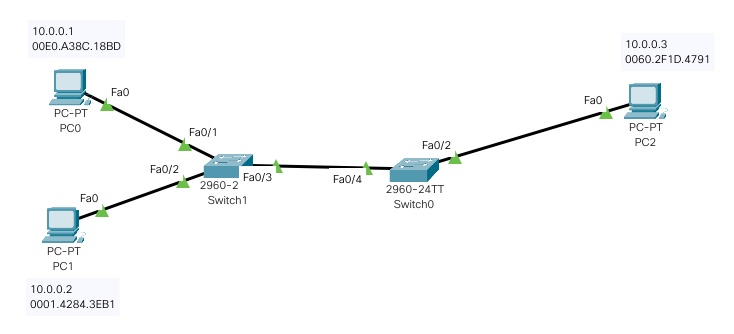 10.0.0.1
00E0.A38C.18BD
Fa0
PC-PT
PC0
Fa0/1
Fa0/2
Fa0
PC-PT
PC1
10.0.0.2
0001.4284.3EB1
2960-2
Switch1
Fa0/3
Fa0/4
2960-24TT
Switch0
Fa0/2
10.0.0.3
0060.2F1D.4791
Fa0
PC-PT
PC2